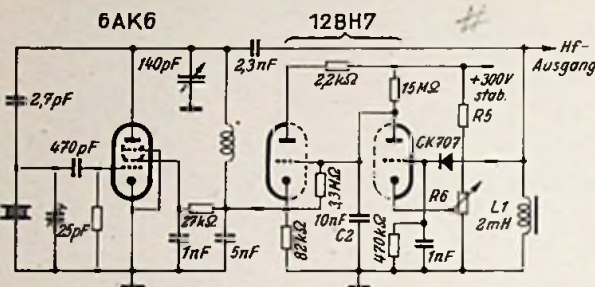 6AK6
12BH7
140pF
2,3nF
Hf-
Ausgang
2,7pF
2,2kΩ
15MΩ
+300V
stab.
R5
470pF
CK707
3,3MΩ
R6
L1
2mH
27kΩ
10nF
C2
25pF
1nF
5nF
82kΩ
470kΩ
1nF